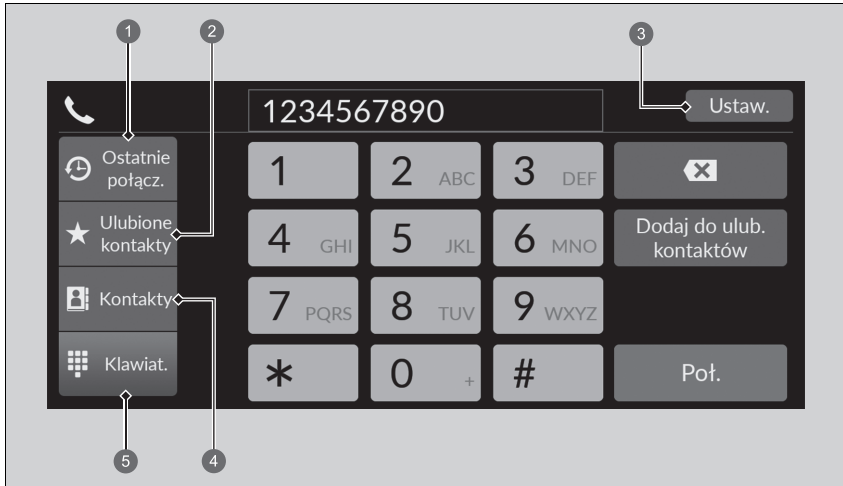 1
2
3
1234567890
Ustaw.
Ostatnie
połącz.
Ulubione
kontakty
Kontakty
Klawiat.
1
2 ABC
3 DEF
4 GHI
5 JKL
6 MNO
Dodaj do ulub.
kontaktów
7 PQRS
8 TUV
9 WXYZ
*
0 +
#
Poł.
5
4